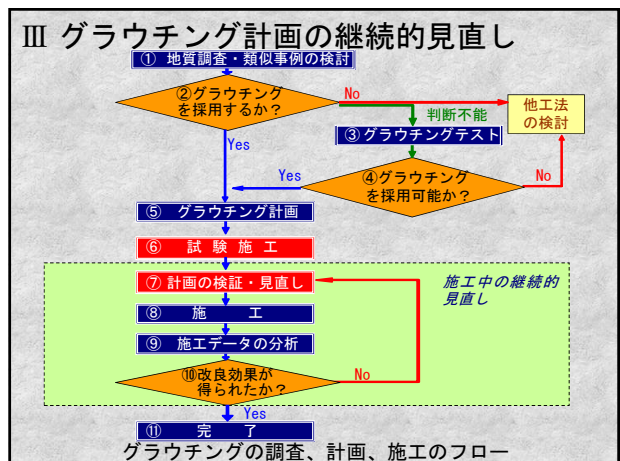 Ⅲ グラウチング計画の継続的見直し
① 地質調査・類似事例の検討
②グラウチング
を採用するか？
No
判断不能
他工法
の検討
③グラウチングテスト
Yes
Yes
④グラウチング
を採用可能か？
No
⑤ グラウチング計画
⑥ 試 験 施 工
⑦計画の検証・見直し
施工中の継続的
見直し
⑧ 施 工
⑨ 施工データの分析
⑩改良効果が
得られたか？
No
Yes
⑪ 完 了
グラウチングの調査、計画、施工のフロー